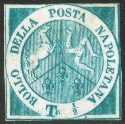 BOLLO DELLA POSTA NAPOLETANA
T. ½